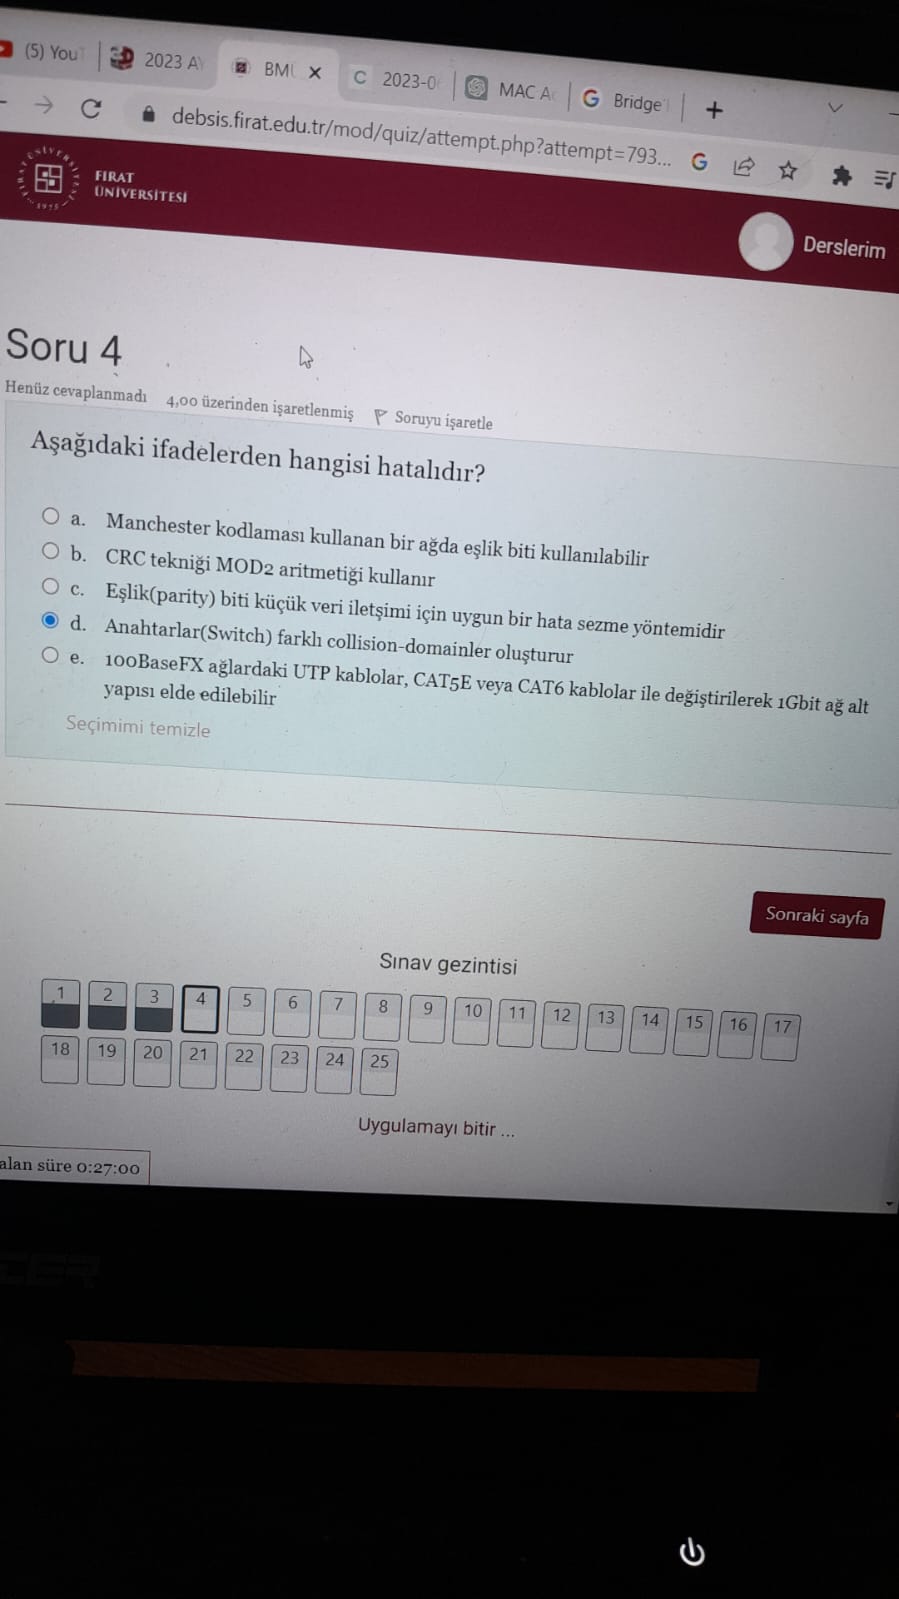 (5) YouT
2023 AY
BMU
2023-0
MAC A
Bridge
debsis.firat.edu.tr/mod/quiz/attempt.php?attempt=793...
FIRAT
ÜNİVERSİTESİ
Derslerim
Soru 4
Henüz cevaplanmadı 4,00 üzerinden işaretlenmiş Soruyu işaretle
Aşağıdaki ifadelerden hangisi hatalıdır?
a. Manchester kodlaması kullanan bir ağda eşlik biti kullanılabilir
b. CRC tekniği MOD2 aritmetiği kullanır
c. Eşlik(parity) biti küçük veri iletşimi için uygun bir hata sezme yöntemidir
d. Anahtarlar(Switch) farklı collision-domainler oluşturur
e. 100BaseFX ağlardaki UTP kablolar, CAT5E veya CAT6 kablolar ile değiştirilerek 1Gbit ağ alt
yapısı elde edilebilir
Seçimimi temizle
Sonraki sayfa
Sınav gezintisi
1 2 3 4 5 6 7 8 9 10 11 12 13 14 15 16 17
18 19 20 21 22 23 24 25
Uygulamayı bitir ...
alan süre 0:27:00